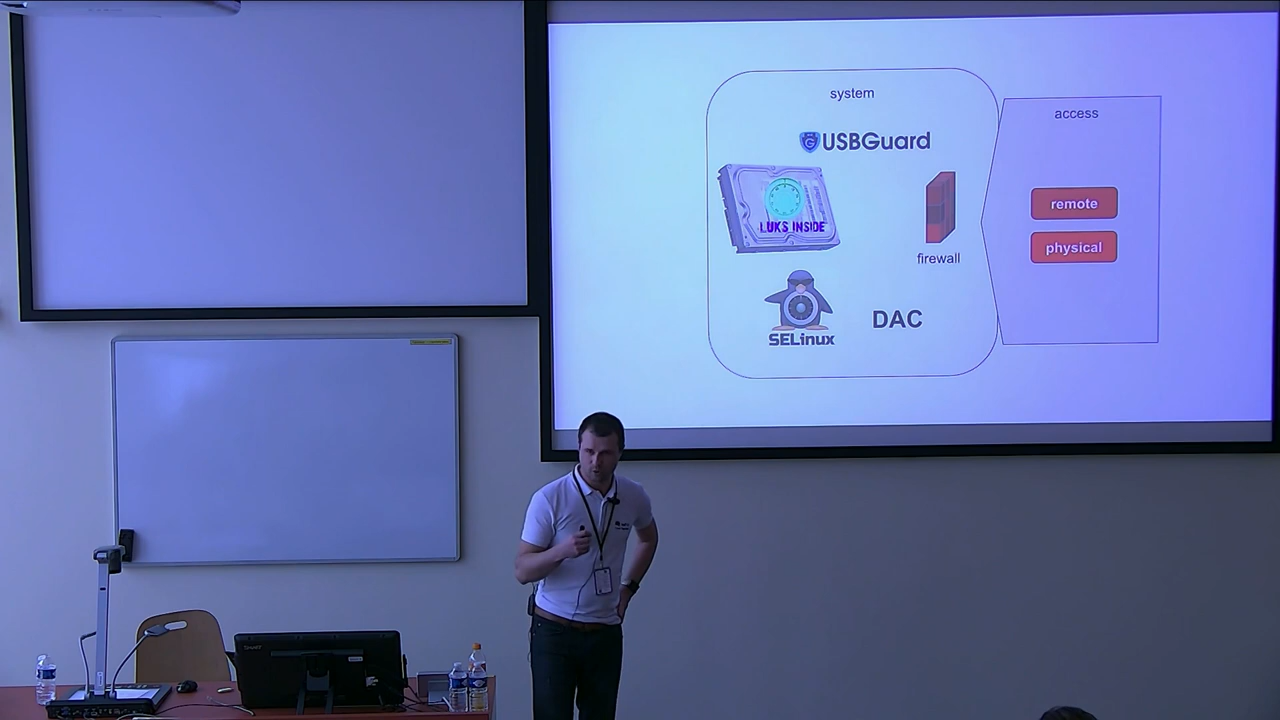 system
access
USBGuard
remote
LUKS INSIDE
physical
firewall
SELinux
DAC